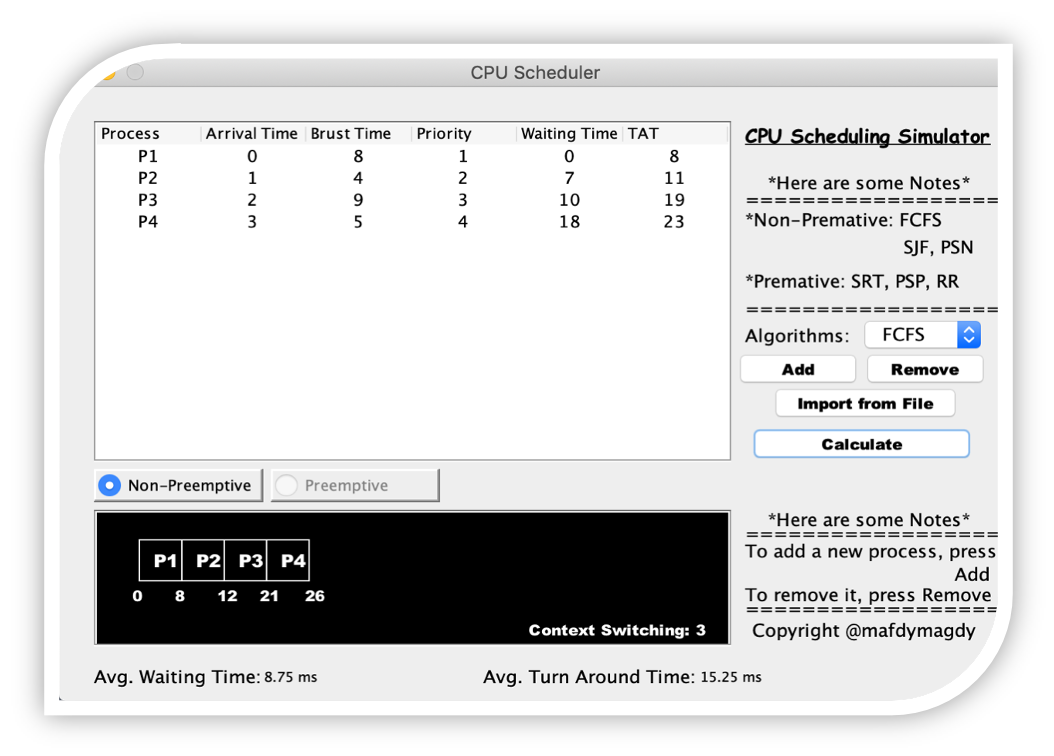 CPU Scheduler
Process Arrival Time Brust Time Priority Waiting Time TAT
P1 0 8 1 0 8
P2 1 4 2 7 11
P3 2 9 3 10 19
P4 3 5 4 18 23
CPU Scheduling Simulator
*Here are some Notes*
===================
*Non-Premative: FCFS
SJF, PSN
*Premative: SRT, PSP, RR
===================
Algorithms: FCFS
Add Remove
Import from File
Calculate
Non-Preemptive Preemptive
P1 P2 P3 P4
0 8 12 21 26
Context Switching: 3
*Here are some Notes*
===================
To add a new process, press
Add
To remove it, press Remove
===================
Copyright @mafdymagdy
Avg. Waiting Time: 8.75 ms Avg. Turn Around Time: 15.25 ms